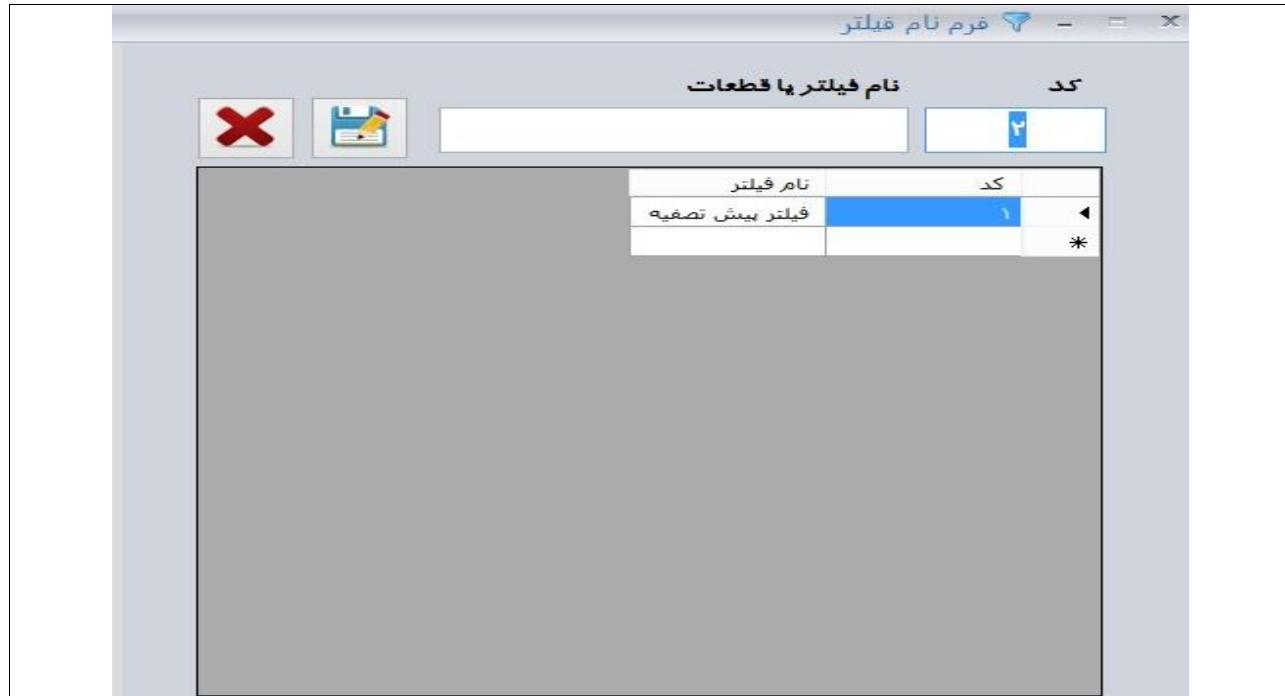 فرم نام فیلتر
کد نام فیلتر یا قطعات
۲
کد نام فیلتر
۱ فیلتر پیش تصفیه